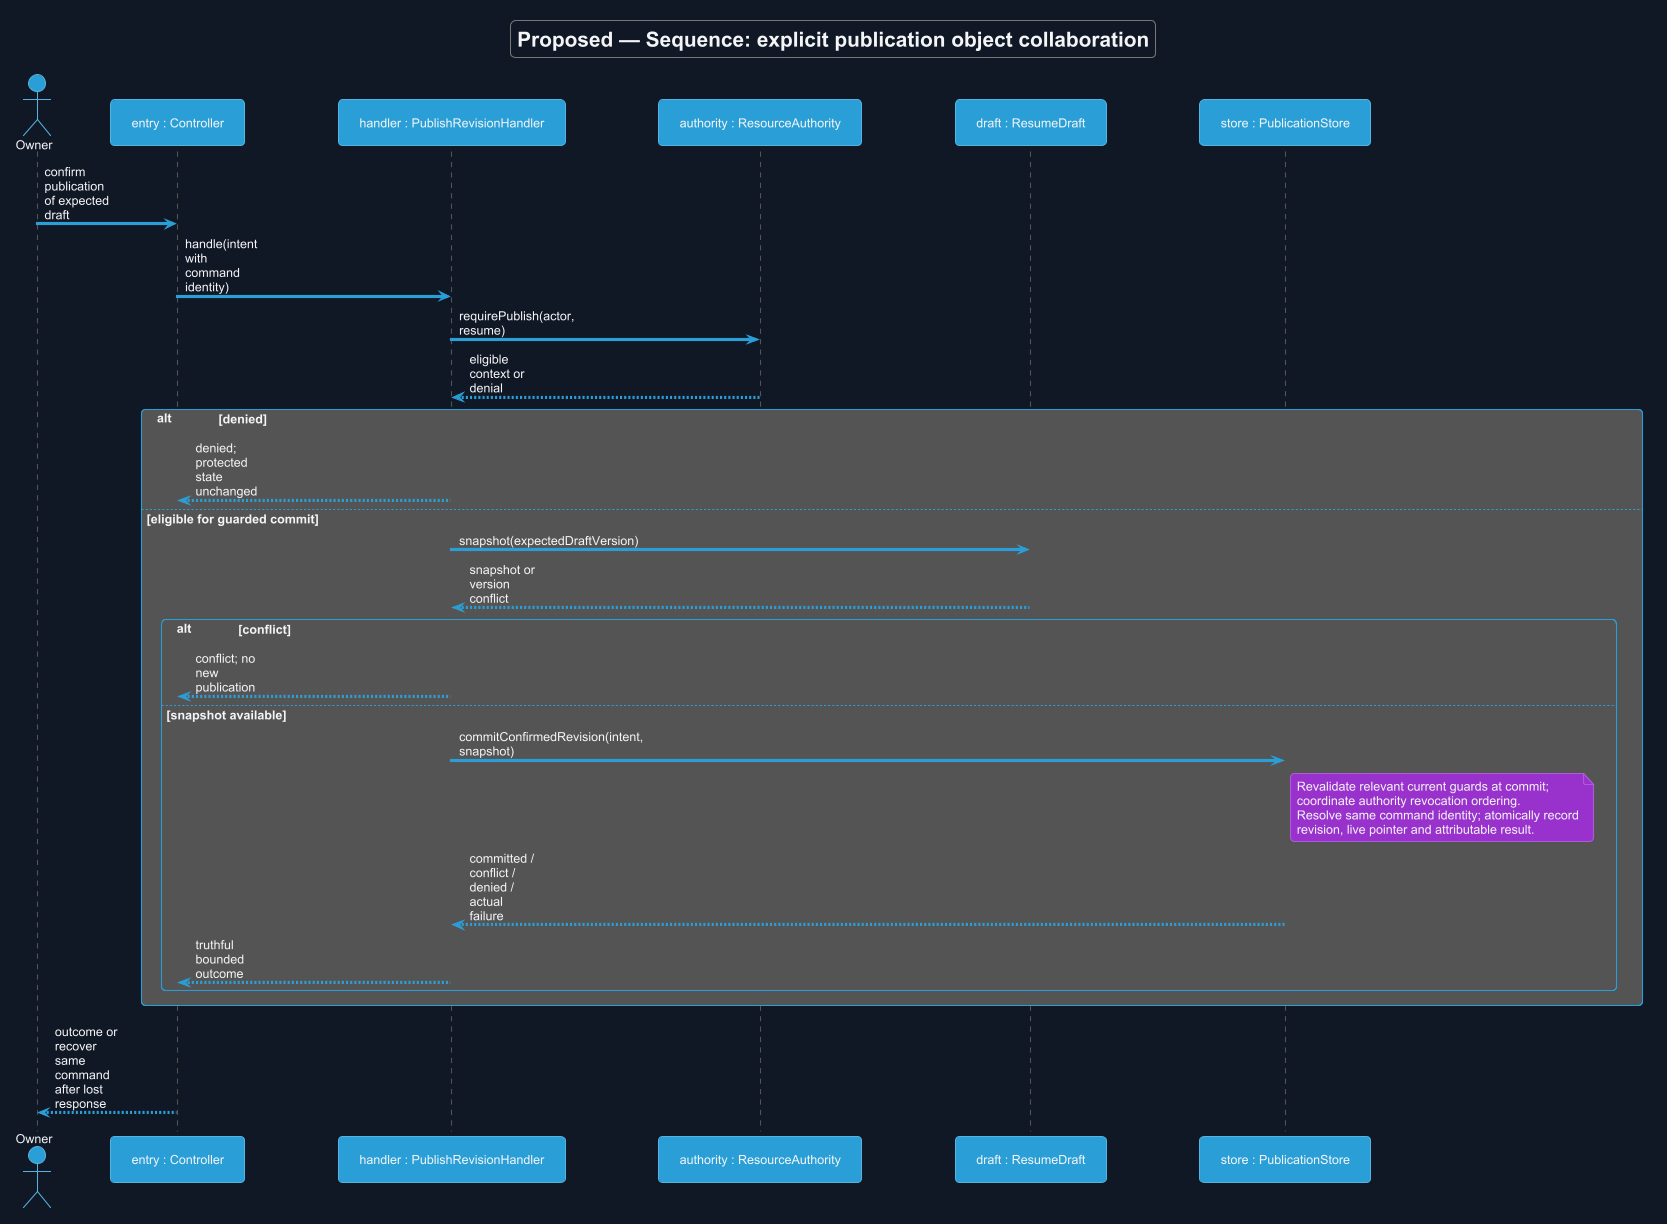 Proposed — Sequence: explicit publication object collaboration
Owner
entry : Controller
handler : PublishRevisionHandler
authority : ResourceAuthority
draft : ResumeDraft
store : PublicationStore
confirm
publication
of expected
draft
handle(intent
with
command
identity)
requirePublish(actor,
resume)
eligible
context or
denial
alt [denied]
denied;
protected
state
unchanged
[eligible for guarded commit]
snapshot(expectedDraftVersion)
snapshot or
version
conflict
alt [conflict]
conflict; no
new
publication
[snapshot available]
commitConfirmedRevision(intent,
snapshot)
Revalidate relevant current guards at commit;
coordinate authority revocation ordering.
Resolve same command identity; atomically record
revision, live pointer and attributable result.
committed /
conflict /
denied /
actual
failure
truthful
bounded
outcome
outcome or
recover
same
command
after lost
response
Owner
entry : Controller
handler : PublishRevisionHandler
authority : ResourceAuthority
draft : ResumeDraft
store : PublicationStore